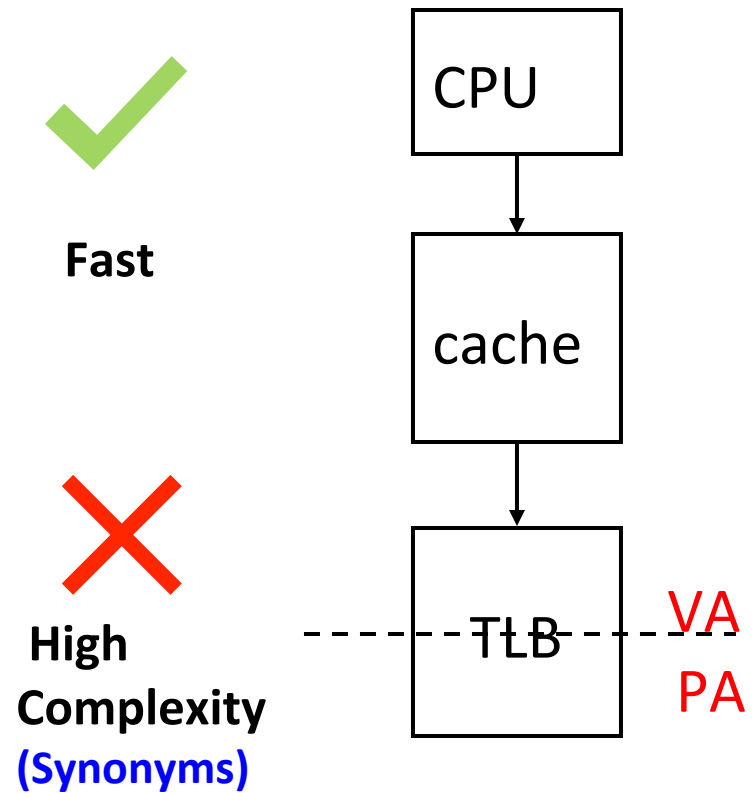 CPU
Fast
cache
TLB
VA
High
Complexity
PA
(Synonyms)